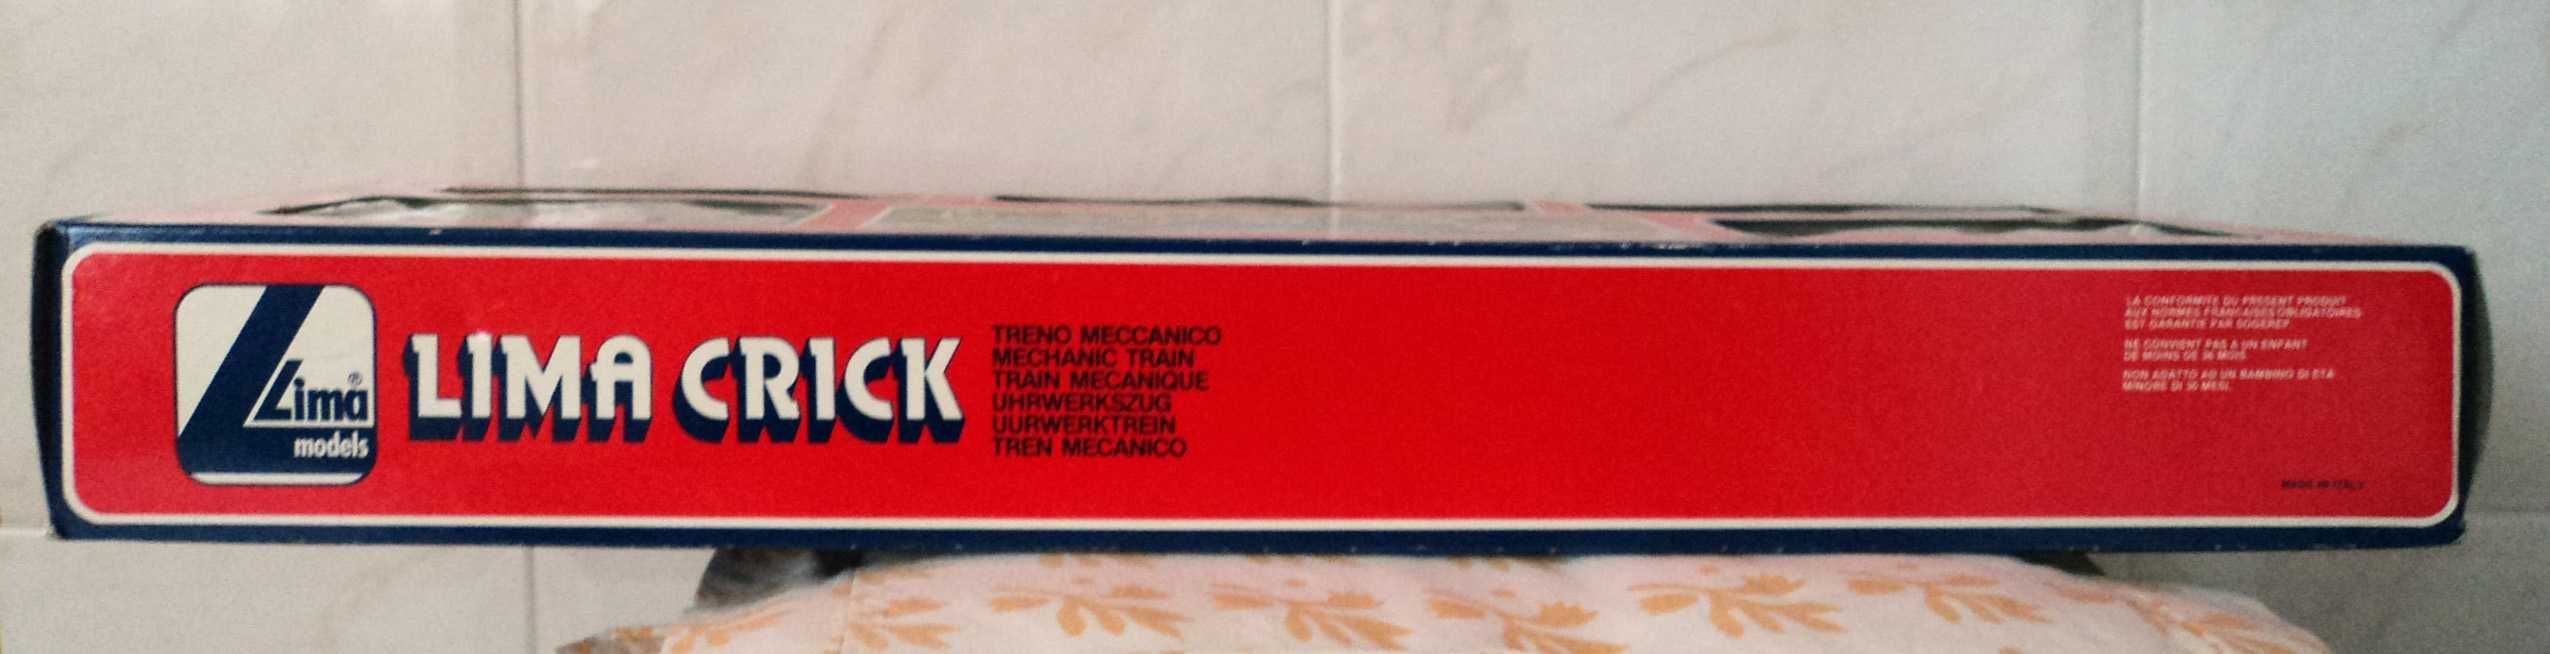 Lima®
models
LIMA CRICK
TRENO MECCANICO
MECHANIC TRAIN
TRAIN MECANIQUE
UHRWERKSZUG
UURWERKTREIN
TREN MECANICO
LA CONFORMITE DU PRESENT PRODUIT
AUX NORMES FRANCAISES OBLIGATOIRES
EST GARANTIE PAR SOGEREF
NE CONVIENT PAS A UN ENFANT
DE MOINS DE 36 MOIS
NON ADATTO AD UN BAMBINO DI ETA
MINORE DI 36 MESI.
MADE IN ITALY